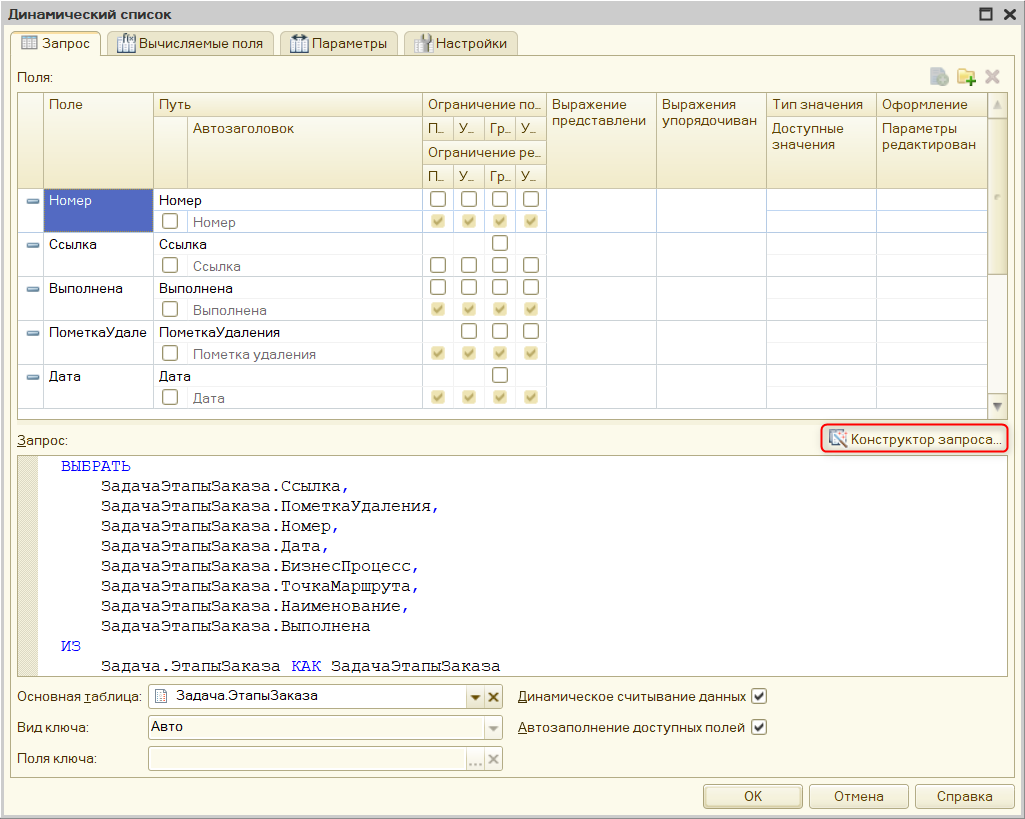 Динамический список
Запрос Вычисляемые поля Параметры Настройки
Поля:
Поле Путь Ограничение по... Выражение представлени Выражения упорядочиван Тип значения Оформление
Автозаголовок П... У... Гр... У... Доступные значения Параметры редактирован
Ограничение ре...
П... У... Гр... У...
Номер Номер
Номер
Ссылка Ссылка
Ссылка
Выполнена Выполнена
Выполнена
ПометкаУдале ПометкаУдаления
Пометка удаления
Дата Дата
Дата
Запрос: Конструктор запроса...
ВЫБРАТЬ
ЗадачаЭтапыЗаказа.Ссылка,
ЗадачаЭтапыЗаказа.ПометкаУдаления,
ЗадачаЭтапыЗаказа.Номер,
ЗадачаЭтапыЗаказа.Дата,
ЗадачаЭтапыЗаказа.БизнесПроцесс,
ЗадачаЭтапыЗаказа.ТочкаМаршрута,
ЗадачаЭтапыЗаказа.Наименование,
ЗадачаЭтапыЗаказа.Выполнена
ИЗ
Задача.ЭтапыЗаказа КАК ЗадачаЭтапыЗаказа
Основная таблица: Задача.ЭтапыЗаказа Динамическое считывание данных
Вид ключа: Авто Автозаполнение доступных полей
Поля ключа: ...
ОК Отмена Справка